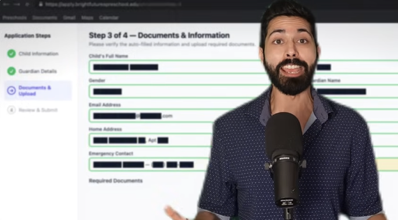 Application Steps
Child Information
Guardian Details
Documents &
Upload
Review & Submit
Step 3 of 4 — Documents & Information
Please verify the auto-filled information and upload required documents.
Child's Full Name
Gender
Guardian Name
Email Address
.com
Home Address
Apt
Emergency Contact
Required Documents